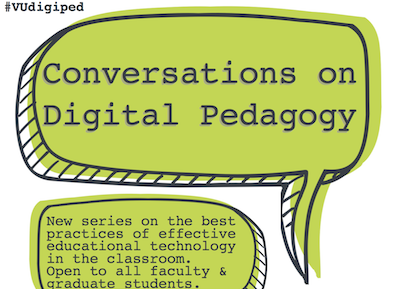 #VUdigiped
Conversations on
Digital Pedagogy
New series on the best
practices of effective
educational technology
in the classroom.
Open to all faculty &
graduate students.